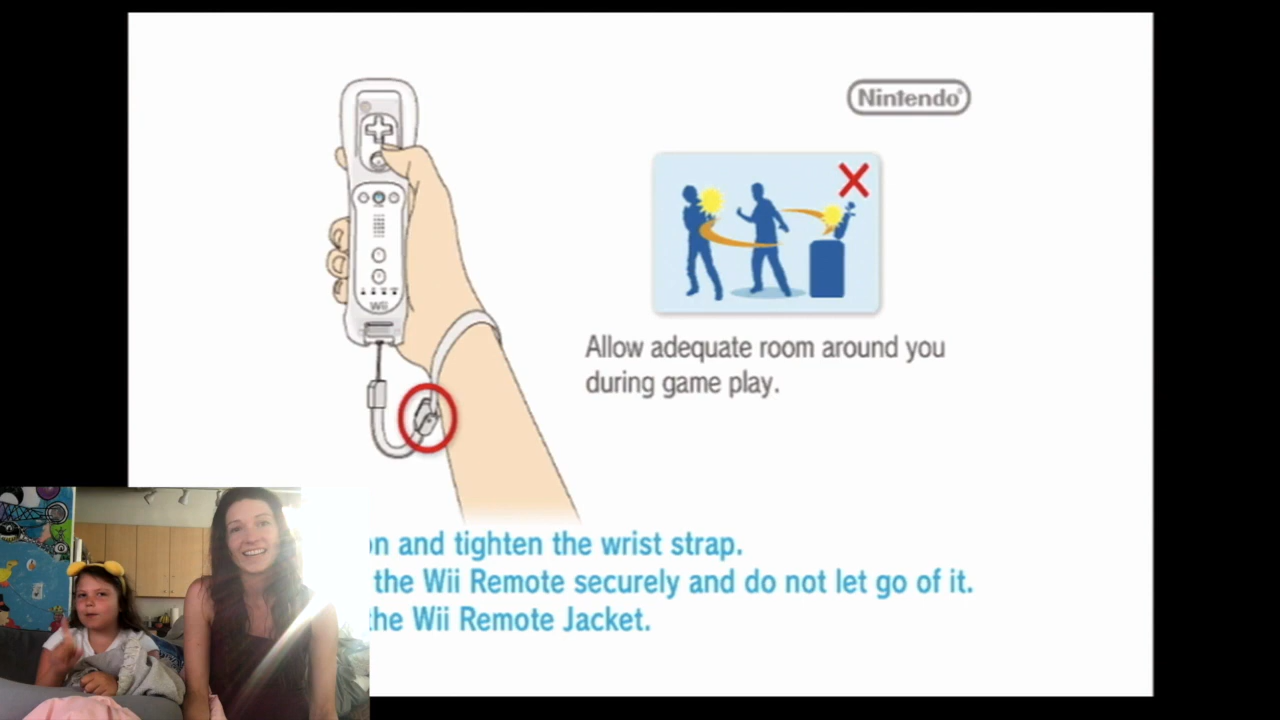 Nintendo®
Wii
Allow adequate room around you
during game play.
and tighten the wrist strap.
the Wii Remote securely and do not let go of it.
the Wii Remote Jacket.